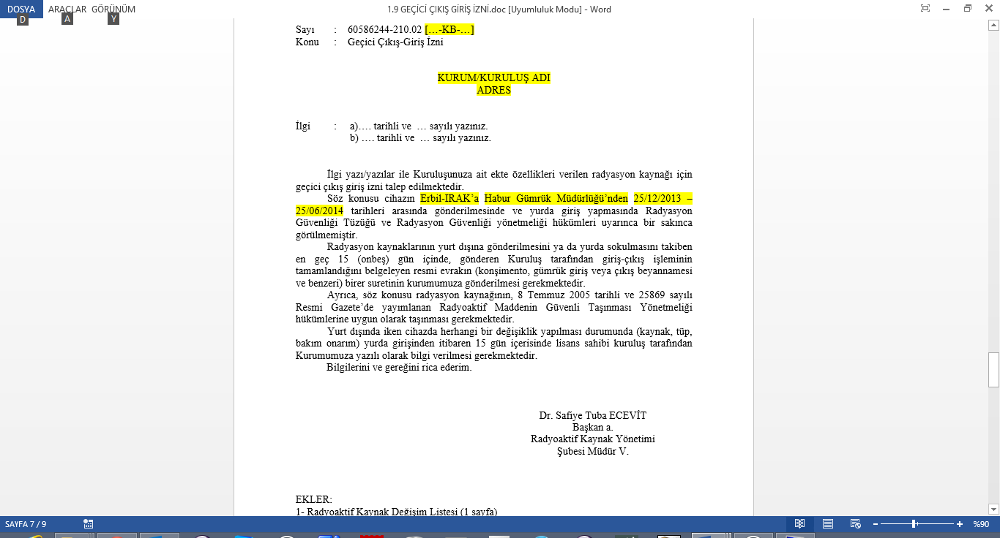 DOSYA ARAÇLAR GÖRÜNÜM
1.9 GEÇİCİ ÇIKIŞ GİRİŞ İZNİ.doc [Uyumluluk Modu] - Word
D A Y
Sayı : 60586244-210.02 […-KB-…]
Konu : Geçici Çıkış-Giriş İzni
KURUM/KURULUŞ ADI
ADRES
İlgi : a)…. tarihli ve … sayılı yazınız.
b) …. tarihli ve … sayılı yazınız.
İlgi yazı/yazılar ile Kuruluşunuza ait ekte özellikleri verilen radyasyon kaynağı için
geçici çıkış giriş izni talep edilmektedir.
Söz konusu cihazın Erbil-IRAK’a Habur Gümrük Müdürlüğü’nden 25/12/2013 –
25/06/2014 tarihleri arasında gönderilmesinde ve yurda giriş yapmasında Radyasyon
Güvenliği Tüzüğü ve Radyasyon Güvenliği yönetmeliği hükümleri uyarınca bir sakınca
görülmemiştir.
Radyasyon kaynaklarının yurt dışına gönderilmesini ya da yurda sokulmasını takiben
en geç 15 (onbeş) gün içinde, gönderen Kuruluş tarafından giriş-çıkış işleminin
tamamlandığını belgeleyen resmi evrakın (konşimento, gümrük giriş veya çıkış beyannamesi
ve benzeri) birer suretinin kurumumuza gönderilmesi gerekmektedir.
Ayrıca, söz konusu radyasyon kaynağının, 8 Temmuz 2005 tarihli ve 25869 sayılı
Resmi Gazete’de yayımlanan Radyoaktif Maddenin Güvenli Taşınması Yönetmeliği
hükümlerine uygun olarak taşınması gerekmektedir.
Yurt dışında iken cihazda herhangi bir değişiklik yapılması durumunda (kaynak, tüp,
bakım onarım) yurda girişinden itibaren 15 gün içerisinde lisans sahibi kuruluş tarafından
Kurumumuza yazılı olarak bilgi verilmesi gerekmektedir.
Bilgilerini ve gereğini rica ederim.
Dr. Safiye Tuba ECEVİT
Başkan a.
Radyoaktif Kaynak Yönetimi
Şubesi Müdür V.
EKLER:
1- Radyoaktif Kaynak Değişim Listesi (1 sayfa)
SAYFA 7 / 9
%90